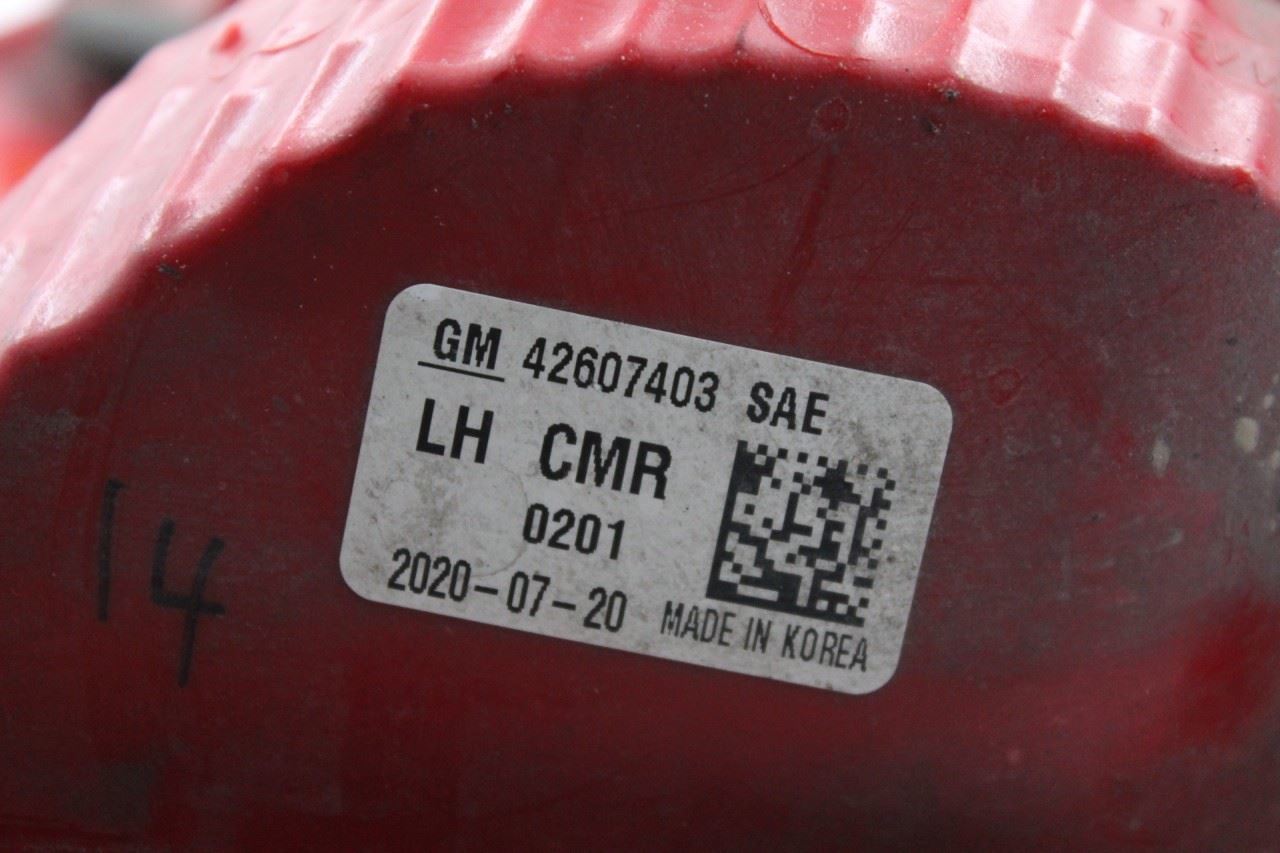 GM 42607403 SAE
LH CMR
0201
2020-07-20 MADE IN KOREA
14